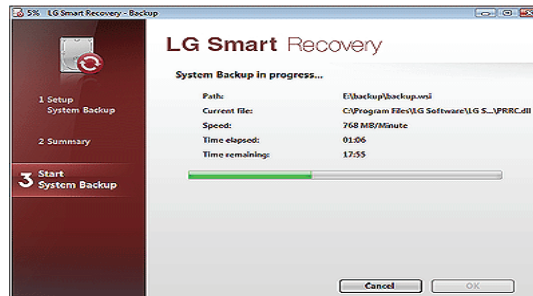 5% LG Smart Recovery - Backup
LG Smart Recovery
System Backup in progress...
1 Setup
System Backup
2 Summary
3 Start
System Backup
Path: E:\backup\backup.wsi
Current file: C:\Program Files\LG Software\LG S...\PRRC.dll
Speed: 768 MB/Minute
Time elapsed: 01:06
Time remaining: 17:55
Cancel OK